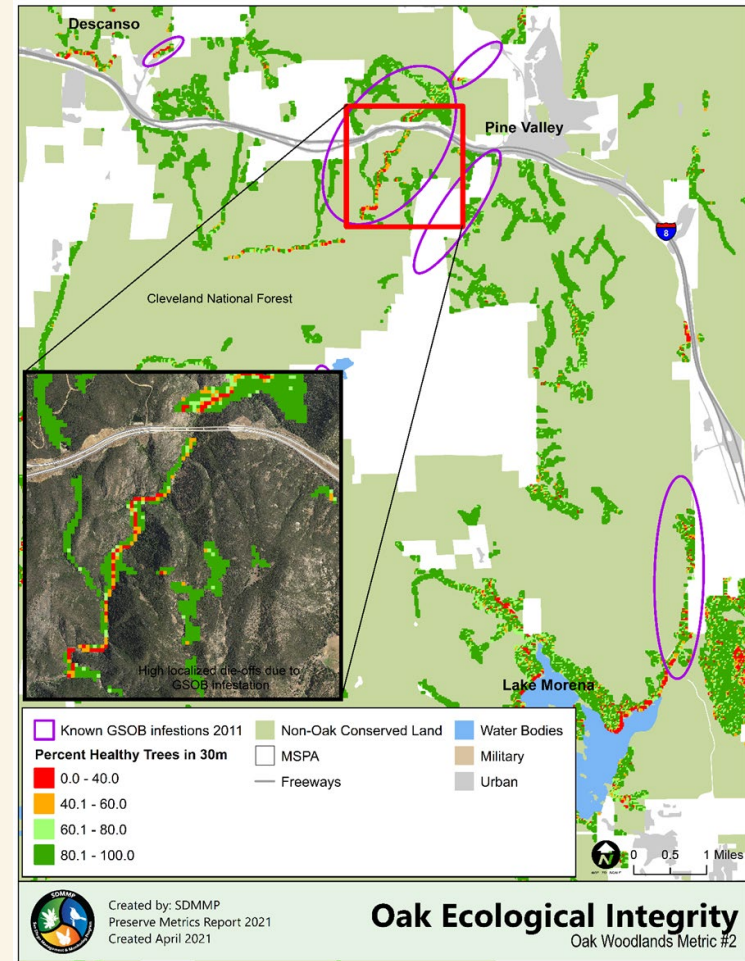 Descanso
Pine Valley
8
Cleveland National Forest
High localized die-offs due to
GSOB Infestation
Lake Morena
Known GSOB infestions 2011
Percent Healthy Trees in 30m
0.0 - 40.0
40.1 - 60.0
60.1 - 80.0
80.1 - 100.0
Non-Oak Conserved Land
MSPA
Freeways
Water Bodies
Military
Urban
N
0 0.5 1 Miles
SDMMP
Created by: SDMMP
Preserve Metrics Report 2021
Created April 2021
Oak Ecological Integrity
Oak Woodlands Metric #2